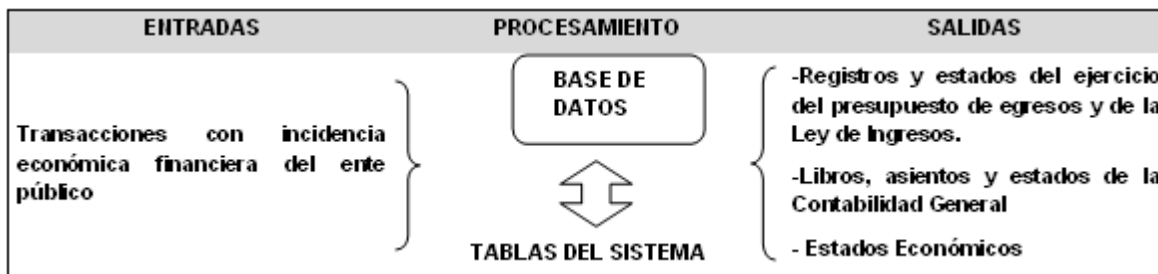 ENTRADAS
PROCESAMIENTO
SALIDAS
Transacciones con incidencia
económica financiera del ente
público
BASE DE
DATOS
TABLAS DEL SISTEMA
-Registros y estados del ejercicio
del presupuesto de egresos y de la
Ley de Ingresos.
-Libros, asientos y estados de la
Contabilidad General
- Estados Económicos